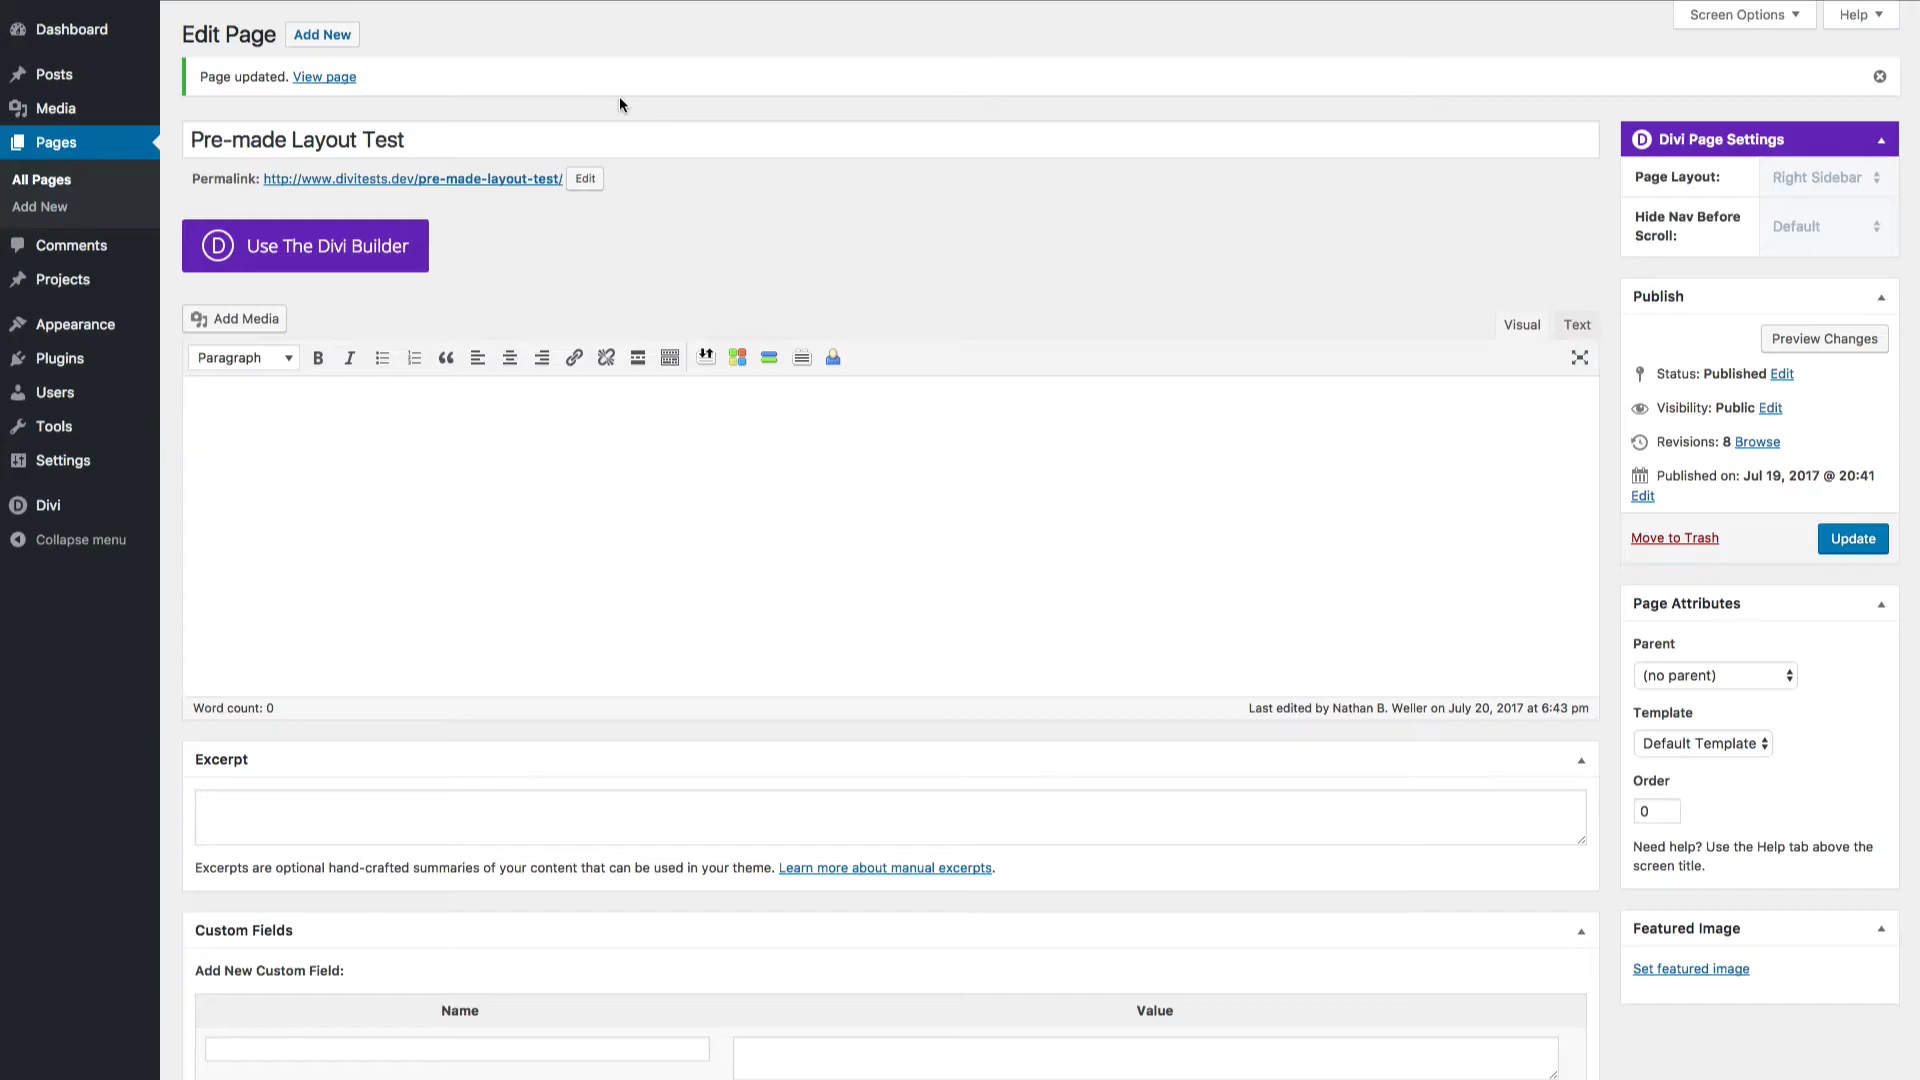 Dashboard
Posts
Media
Pages
All Pages
Add New
Comments
Projects
Appearance
Plugins
Users
Tools
Settings
Divi
Collapse menu
Screen Options
Help
Edit Page
Add New
Page updated. View page
Pre-made Layout Test
Permalink: http://www.divitests.dev/pre-made-layout-test/ Edit
D Use The Divi Builder
Add Media
Visual
Text
Paragraph
B I
Word count: 0
Last edited by Nathan B. Weller on July 20, 2017 at 6:43 pm
Excerpt
Excerpts are optional hand-crafted summaries of your content that can be used in your theme. Learn more about manual excerpts.
Custom Fields
Add New Custom Field:
Name
Value
D Divi Page Settings
Page Layout:
Right Sidebar
Hide Nav Before
Scroll:
Default
Publish
Preview Changes
Status: Published Edit
Visibility: Public Edit
Revisions: 8 Browse
Published on: Jul 19, 2017 @ 20:41
Edit
Move to Trash
Update
Page Attributes
Parent
(no parent)
Template
Default Template
Order
0
Need help? Use the Help tab above the
screen title.
Featured Image
Set featured image